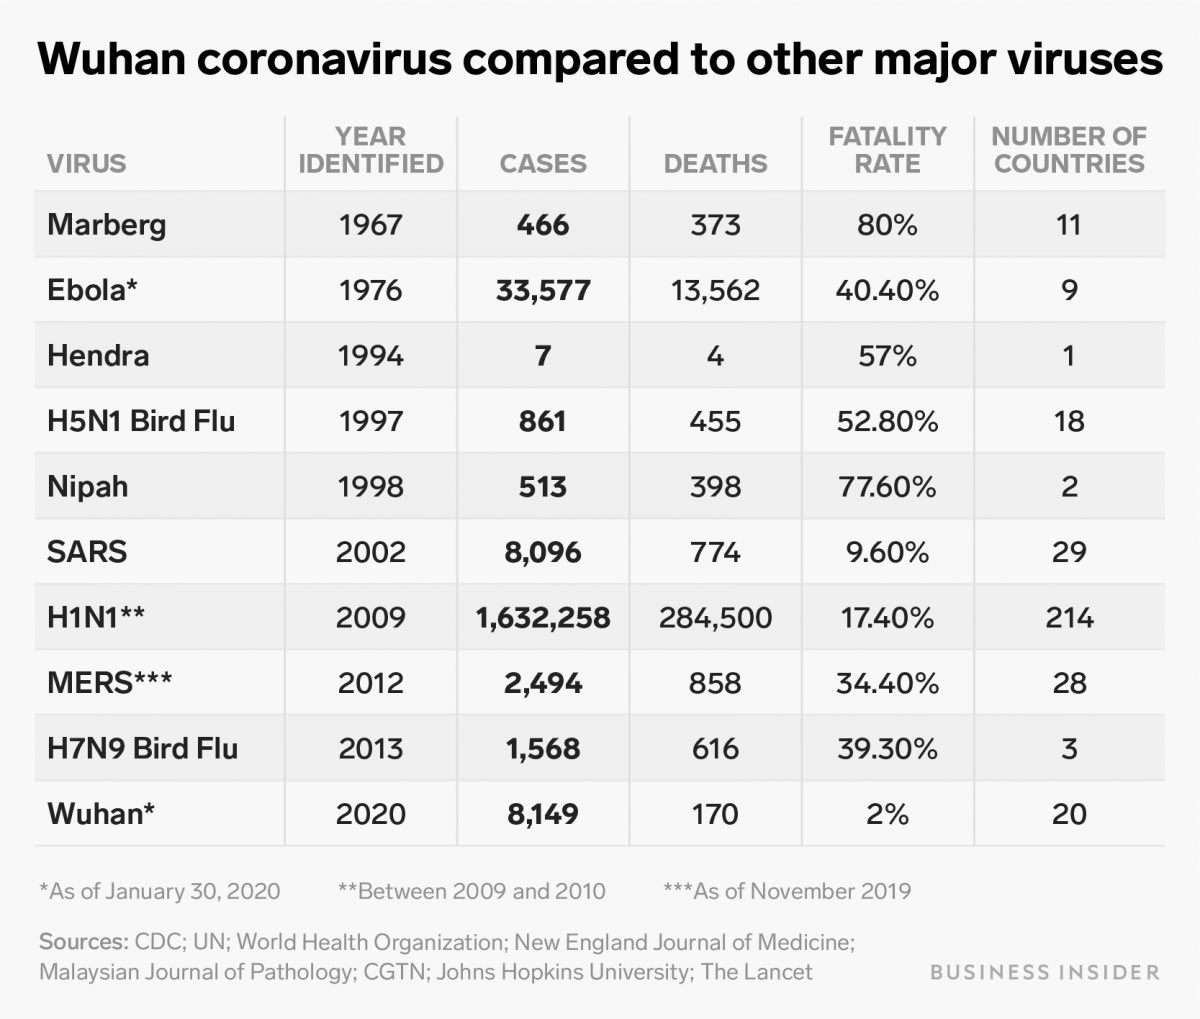 Wuhan coronavirus compared to other major viruses
VIRUS YEAR IDENTIFIED CASES DEATHS FATALITY RATE NUMBER OF COUNTRIES
Marberg 1967 466 373 80% 11
Ebola* 1976 33,577 13,562 40.40% 9
Hendra 1994 7 4 57% 1
H5N1 Bird Flu 1997 861 455 52.80% 18
Nipah 1998 513 398 77.60% 2
SARS 2002 8,096 774 9.60% 29
H1N1** 2009 1,632,258 284,500 17.40% 214
MERS*** 2012 2,494 858 34.40% 28
H7N9 Bird Flu 2013 1,568 616 39.30% 3
Wuhan* 2020 8,149 170 2% 20
*As of January 30, 2020 **Between 2009 and 2010 ***As of November 2019
Sources: CDC; UN; World Health Organization; New England Journal of Medicine;
Malaysian Journal of Pathology; CGTN; Johns Hopkins University; The Lancet
BUSINESS INSIDER